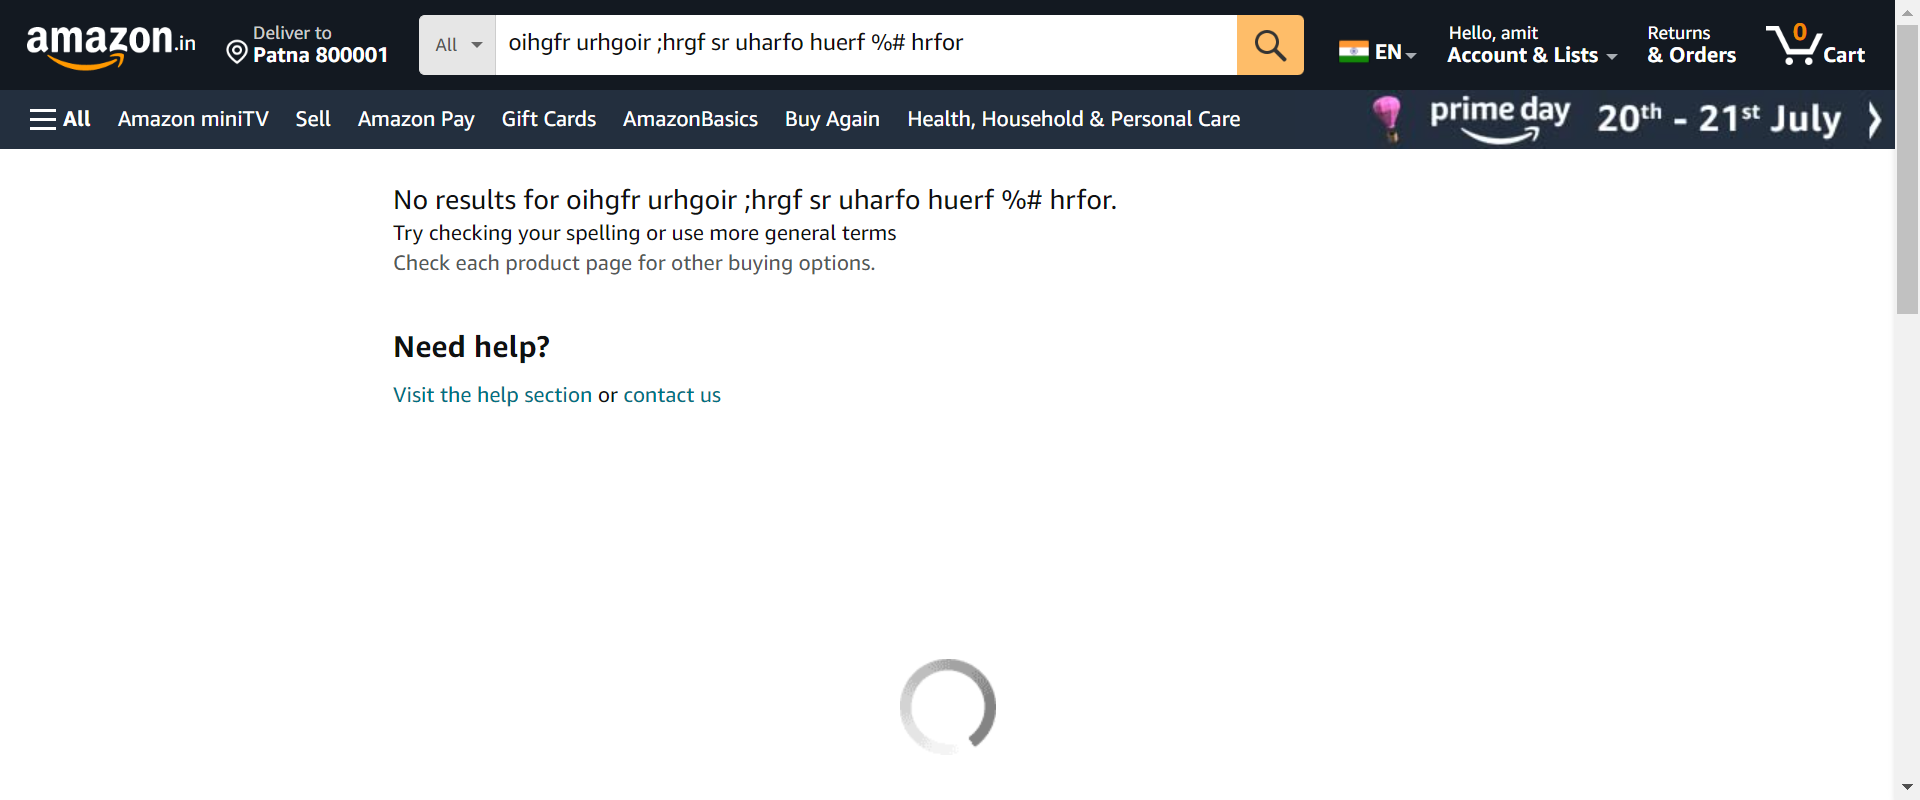 amazon.in
Deliver to
Patna 800001
All
oihgfr urhgoir ;hrgf sr uharfo huerf %# hrfor
EN
Hello, amit
Account & Lists
Returns
& Orders
0
Cart
All Amazon miniTV Sell Amazon Pay Gift Cards AmazonBasics Buy Again Health, Household & Personal Care
prime day 20th - 21st July
No results for oihgfr urhgoir ;hrgf sr uharfo huerf %# hrfor.
Try checking your spelling or use more general terms
Check each product page for other buying options.
Need help?
Visit the help section or contact us